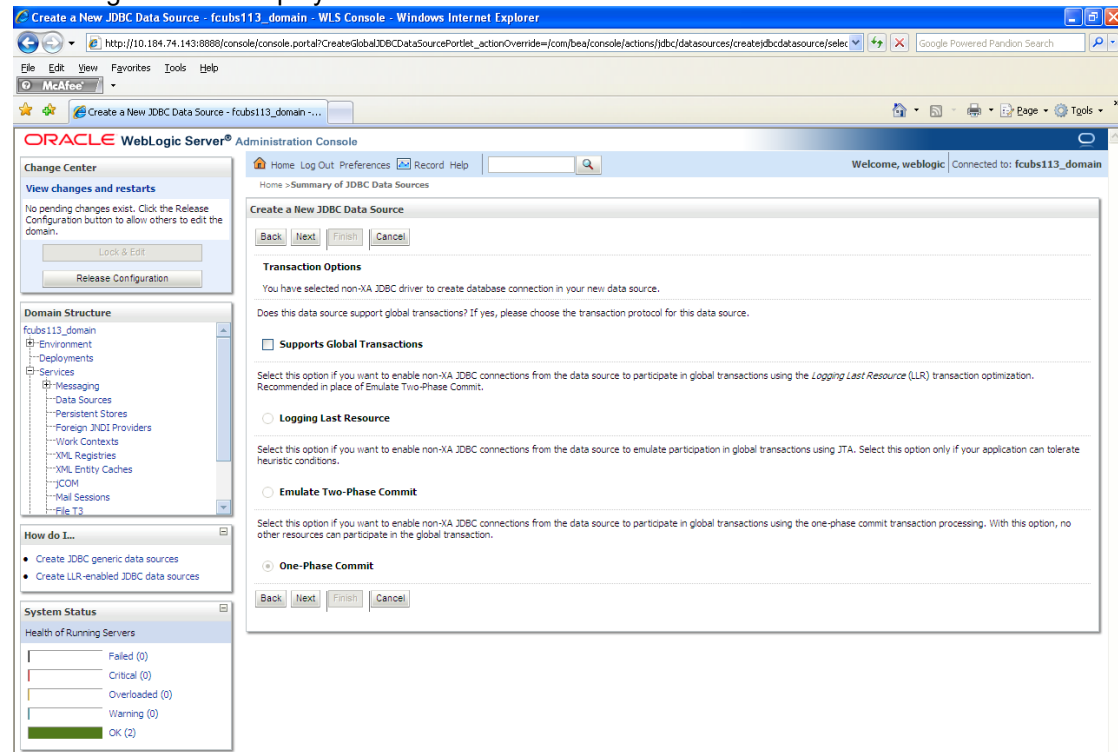 Create a New JDBC Data Source - fcubs113_domain - WLS Console - Windows Internet Explorer
http://10.184.74.143:8888/console/console.portal?CreateGlobalJDBCDataSourcePortlet_actionOverride=/com/bea/console/actions/jdbc/datasources/createjdbcdatasource/selec
Google Powered Pandion Search
File Edit View Favorites Tools Help
McAfee
Create a New JDBC Data Source - fcubs113_domain -...
Page Tools
ORACLE WebLogic Server® Administration Console
Change Center
View changes and restarts
No pending changes exist. Click the Release
Configuration button to allow others to edit the
domain.
Lock & Edit
Release Configuration
Domain Structure
fcubs113_domain
Environment
Deployments
Services
Messaging
Data Sources
Persistent Stores
Foreign JNDI Providers
Work Contexts
XML Registries
XML Entity Caches
jCOM
Mail Sessions
File T3
How do I...
Create JDBC generic data sources
Create LLR-enabled JDBC data sources
System Status
Health of Running Servers
Failed (0)
Critical (0)
Overloaded (0)
Warning (0)
OK (2)
Home Log Out Preferences Record Help
Welcome, weblogic Connected to: fcubs113_domain
Home >Summary of JDBC Data Sources
Create a New JDBC Data Source
Back Next Finish Cancel
Transaction Options
You have selected non-XA JDBC driver to create database connection in your new data source.
Does this data source support global transactions? If yes, please choose the transaction protocol for this data source.
Supports Global Transactions
Select this option if you want to enable non-XA JDBC connections from the data source to participate in global transactions using the Logging Last Resource (LLR) transaction optimization.
Recommended in place of Emulate Two-Phase Commit.
Logging Last Resource
Select this option if you want to enable non-XA JDBC connections from the data source to emulate participation in global transactions using JTA. Select this option only if your application can tolerate
heuristic conditions.
Emulate Two-Phase Commit
Select this option if you want to enable non-XA JDBC connections from the data source to participate in global transactions using the one-phase commit transaction processing. With this option, no
other resources can participate in the global transaction.
One-Phase Commit
Back Next Finish Cancel